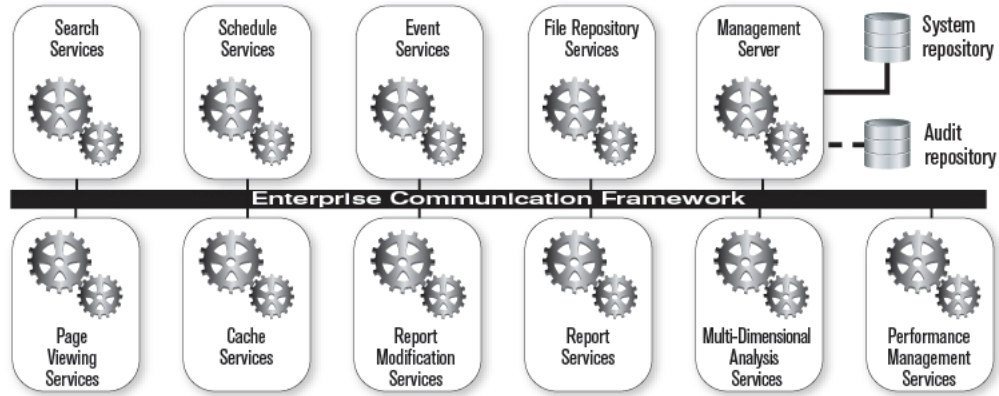 Search
Services
Schedule
Services
Event
Services
File Repository
Services
Management
Server
System
repository
Audit
repository
Enterprise Communication Framework
Page
Viewing
Services
Cache
Services
Report
Modification
Services
Report
Services
Multi-Dimensional
Analysis
Services
Performance
Management
Services